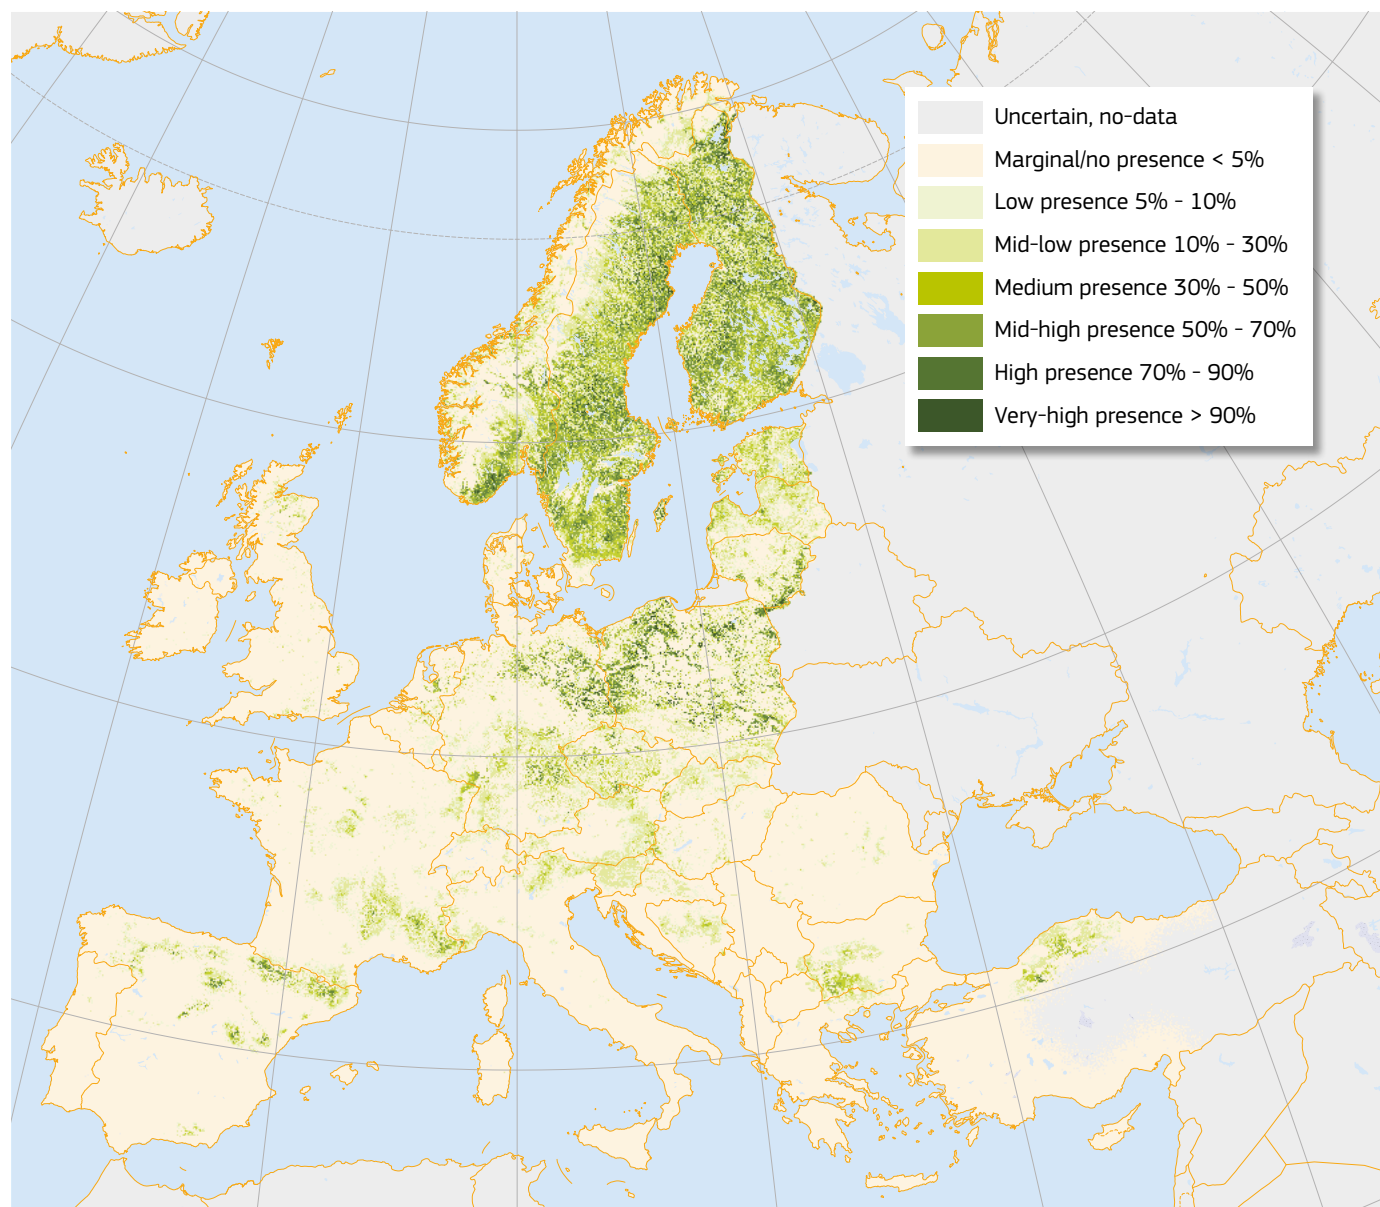 Uncertain, no-data
Marginal/no presence < 5%
Low presence 5% - 10%
Mid-low presence 10% - 30%
Medium presence 30% - 50%
Mid-high presence 50% - 70%
High presence 70% - 90%
Very-high presence > 90%